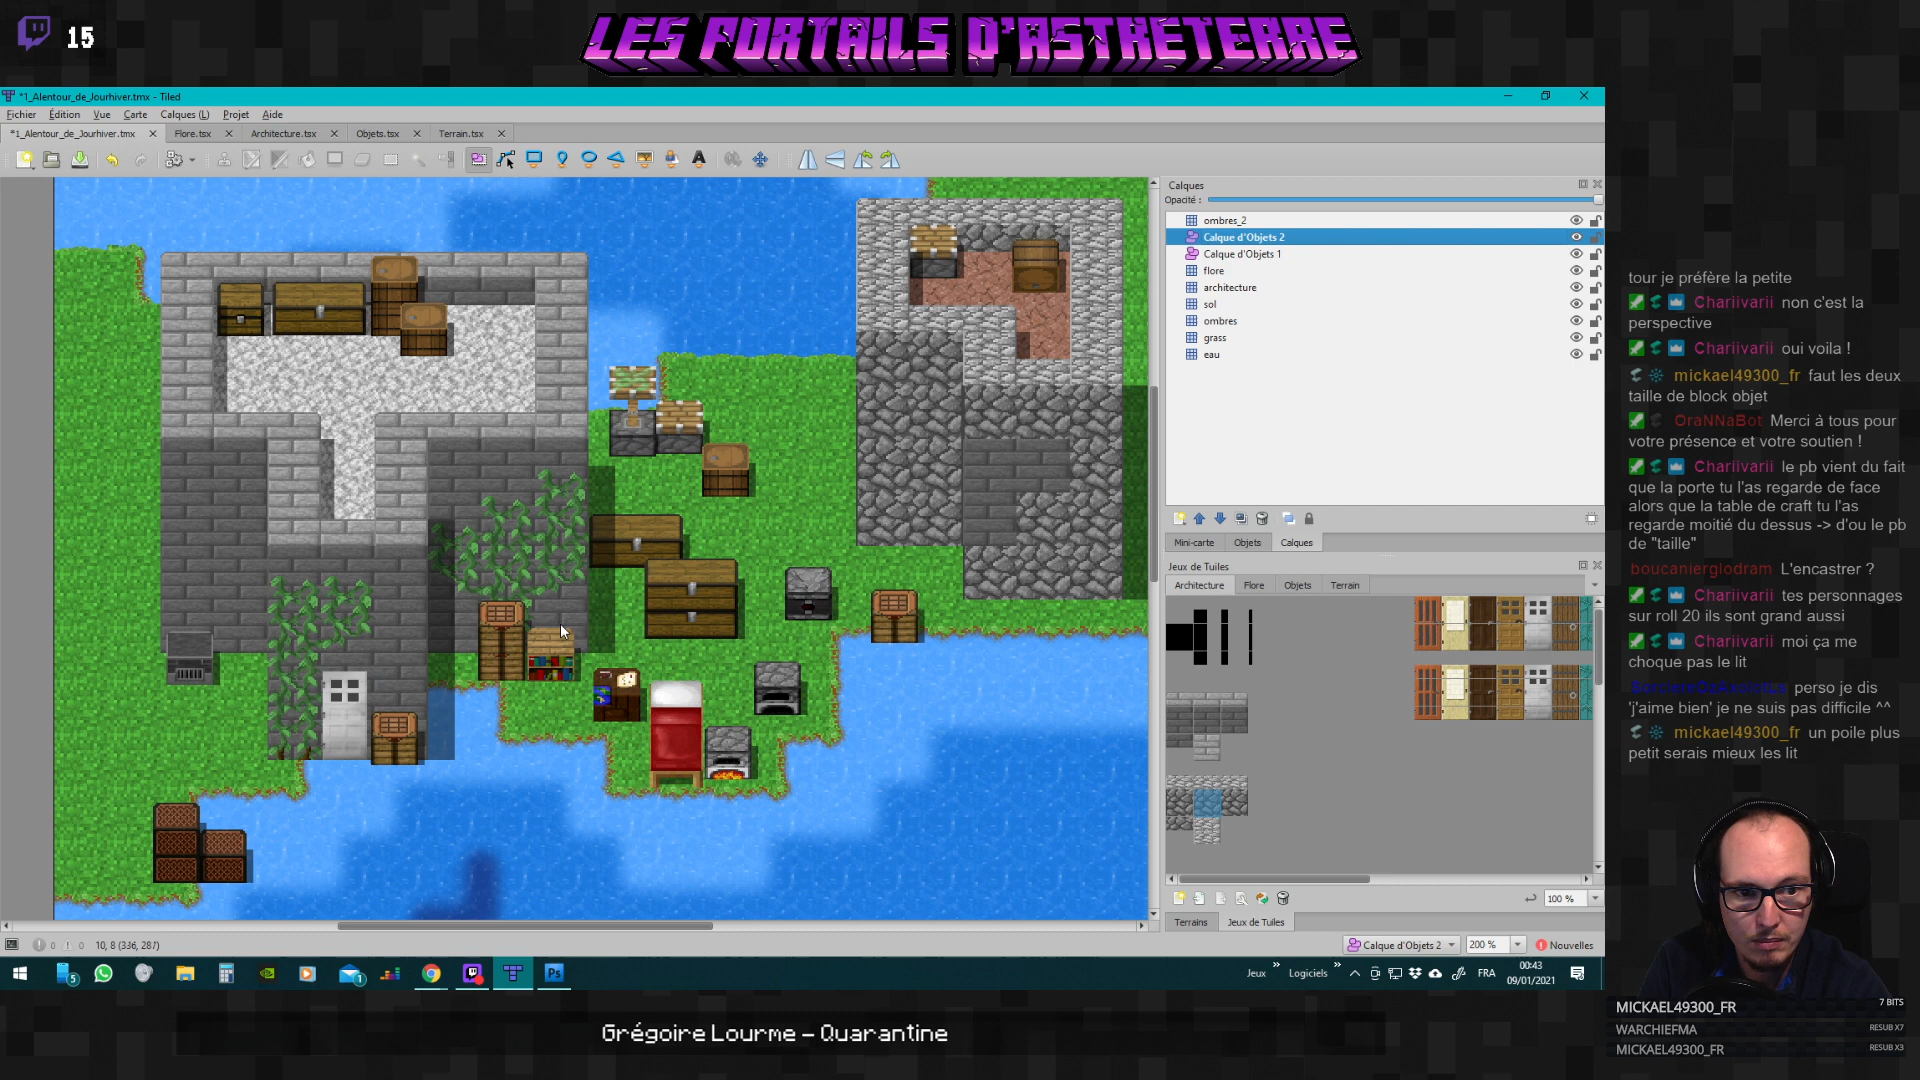 15
LES PORTAILS D'ASTRETERRE
*1_Alentour_de_Jourhiver.tmx - Tiled
Fichier Édition Vue Carte Calques (L) Projet Aide
*1_Alentour_de_Jourhiver.tmx Flore.tsx Architecture.tsx Objets.tsx Terrain.tsx
Calques
Opacité :
ombres_2
Calque d'Objets 2
Calque d'Objets 1
flore
architecture
sol
ombres
grass
eau
Mini-carte Objets Calques
Jeux de Tuiles
Architecture Flore Objets Terrain
100 %
Terrains Jeux de Tuiles
0 0 10, 8 (336, 287)
Calque d'Objets 2 200 % Nouvelles
5 1 Ps
Jeux Logiciels FRA
00:43
09/01/2021
tour je préfère la petite
Chariivarii non c'est la
perspective
Chariivarii oui voila !
mickael49300_fr faut les deux
taille de block objet
OraNNaBot Merci à tous pour
votre présence et votre soutien !
Chariivarii le pb vient du fait
que la porte tu l'as regarde de face
alors que la table de craft tu l'as
regarde moitié du dessus -> d'ou le pb
de "taille"
boucanierglodram L'encastrer ?
Chariivarii tes personnages
sur roll 20 ils sont grand aussi
Chariivarii moi ça me
choque pas le lit
perso je dis
'j'aime bien' je ne suis pas difficile ^^
mickael49300_fr un poile plus
petit serais mieux les lit
MICKAEL49300_FR 7 BITS
WARCHIEFMA RESUB X7
MICKAEL49300_FR RESUB X3
Grégoire Lourme – Quarantine